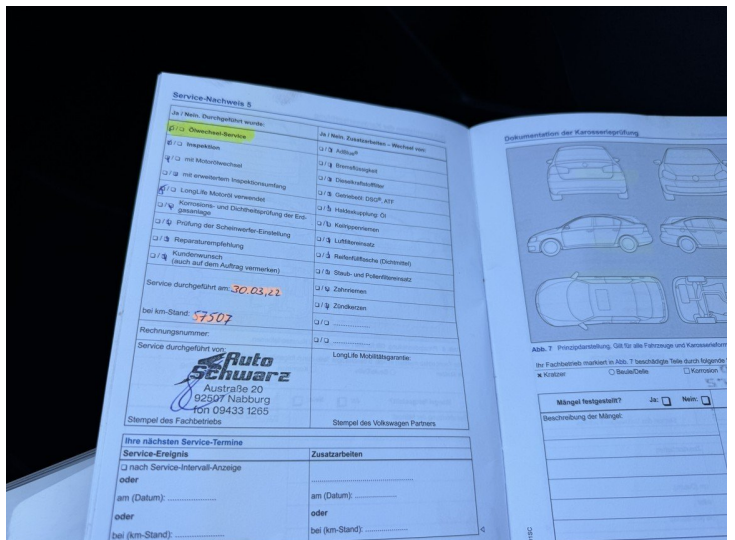 Service-Nachweis 5
Ja / Nein. Durchgeführt wurde:
❑ / ❑ Ölwechsel-Service
❑ / ❑ Inspektion
❑ / ❑ mit Motorölwechsel
❑ / ❑ mit erweitertem Inspektionsumfang
❑ / ❑ LongLife Motoröl verwendet
❑ / ❑ Korrosions- und Dichtheitsprüfung der Erd-
gasanlage
❑ / ❑ Prüfung der Scheinwerfer-Einstellung
❑ / ❑ Reparaturempfehlung
❑ / ❑ Kundenwunsch
(auch auf dem Auftrag vermerken)
Service durchgeführt am: 30.03.22
bei km-Stand: 57507
Rechnungsnummer:
Service durchgeführt von:
Auto
Schwarz
Austraße 20
92507 Nabburg
fon 09433 1265
Stempel des Fachbetriebs
Ja / Nein. Zusatzarbeiten – Wechsel von:
❑ / ❑ AdBlue®
❑ / ❑ Bremsflüssigkeit
❑ / ❑ Dieselkraftstofffilter
❑ / ❑ Getriebeöl: DSG®, ATF
❑ / ❑ Haldexkupplung: Öl
❑ / ❑ Keilrippenriemen
❑ / ❑ Luftfiltereinsatz
❑ / ❑ Reifenfüllflasche (Dichtmittel)
❑ / ❑ Staub- und Pollenfiltereinsatz
❑ / ❑ Zahnriemen
❑ / ❑ Zündkerzen
❑ / ❑ ....................
❑ / ❑ ....................
LongLife Mobilitätsgarantie:
Stempel des Volkswagen Partners
Ihre nächsten Service-Termine
Service-Ereignis
❑ nach Service-Intervall-Anzeige
oder
am (Datum): ................
oder
bei (km-Stand): ................
Zusatzarbeiten
am (Datum): ................
oder
bei (km-Stand): ................
Dokumentation der Karosserieprüfung
Abb. 7 Prinzipdarstellung. Gilt für alle Fahrzeuge und Karosserieform
Ihr Fachbetrieb markiert in Abb. 7 beschädigte Teile durch folgende
× Kratzer ○ Beule/Delle ❑ Korrosion
Mängel festgestellt? Ja: ❑ Nein: ❑
Beschreibung der Mängel: